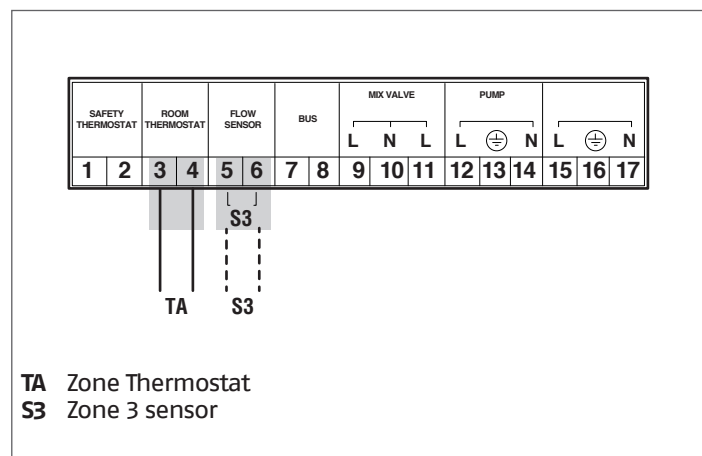 SAFETY THERMOSTAT
ROOM THERMOSTAT
FLOW SENSOR
BUS
MIX VALVE
PUMP
L N L L N L N
1 2 3 4 5 6 7 8 9 10 11 12 13 14 15 16 17
S3
TA S3
TA Zone Thermostat
S3 Zone 3 sensor